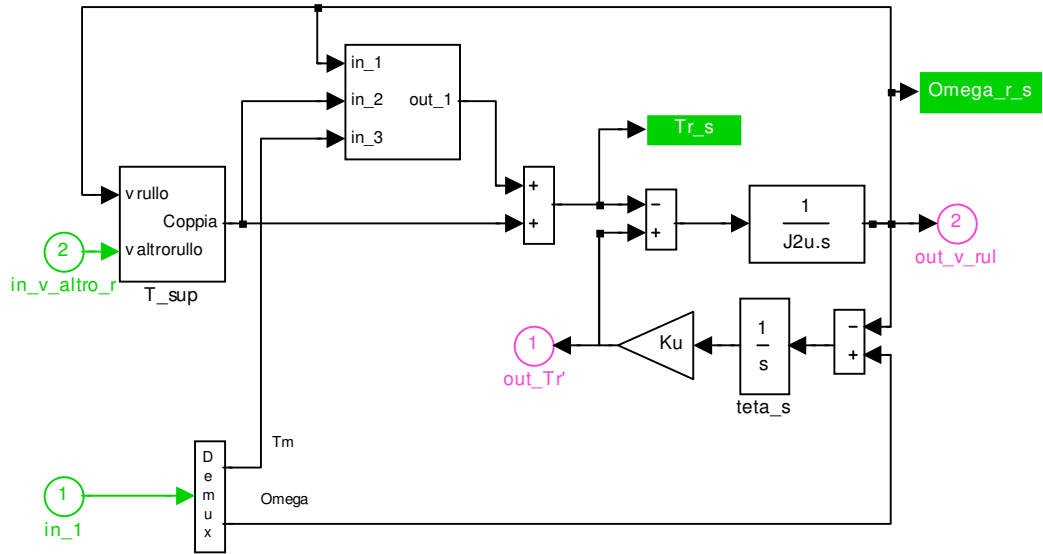 in_1
in_2
out_1
in_3
Omega_r_s
Tr_s
v rullo
Coppia
v altrorullo
T_sup
2
in_v_altro_r
+
+
−
+
1
J2u.s
2
out_v_rul
1
out_Tr'
Ku
1
s
teta_s
−
+
Tm
Omega
Demux
1
in_1